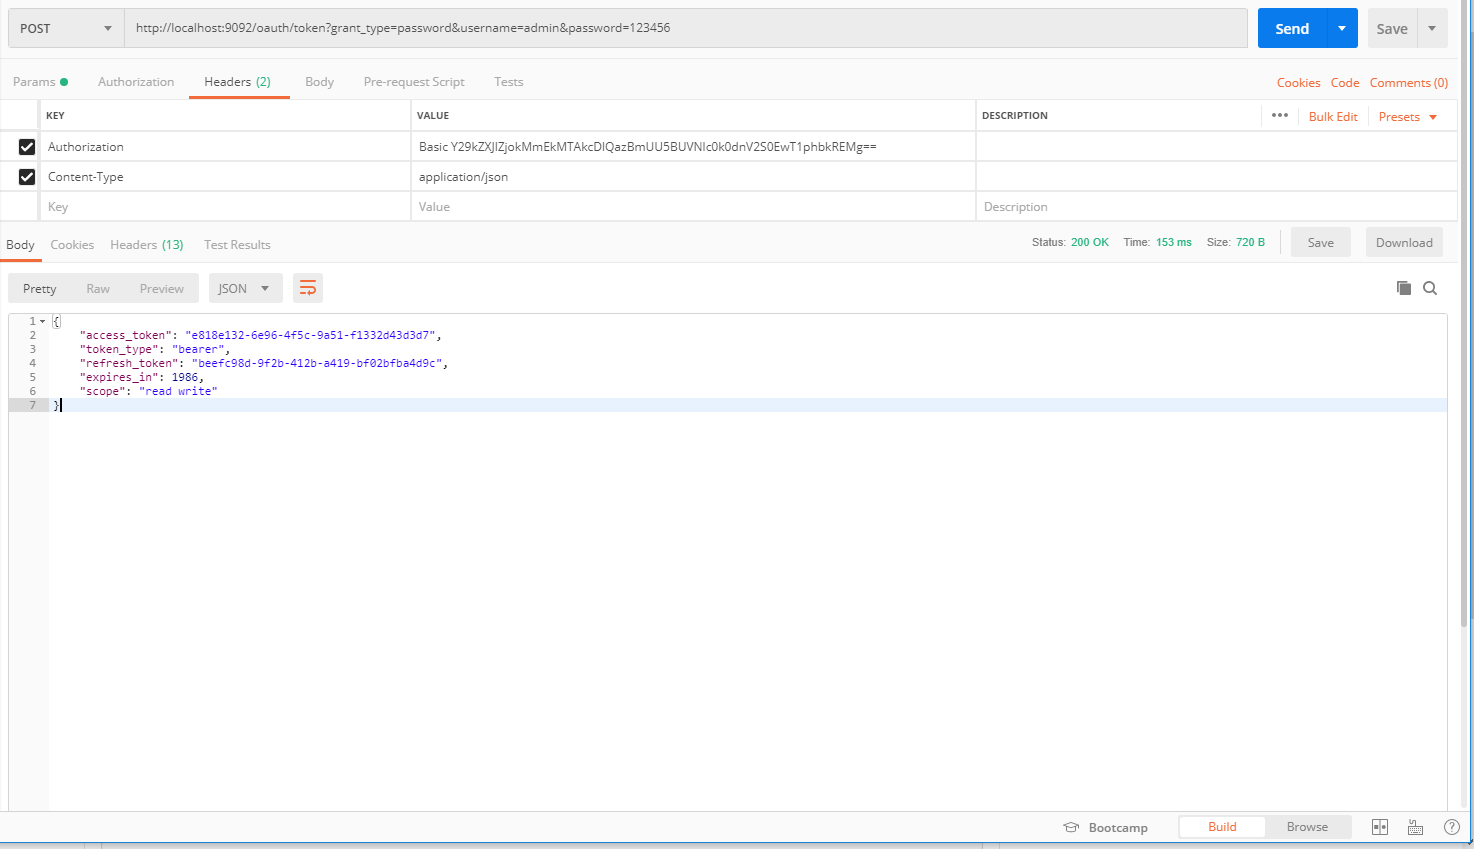 POST http://localhost:9092/oauth/token?grant_type=password&username=admin&password=123456 Send Save
Params Authorization Headers (2) Body Pre-request Script Tests Cookies Code Comments (0)
KEY VALUE DESCRIPTION ••• Bulk Edit Presets
Authorization Basic Y29kZXJIZjokMmEkMTAkcDlQazBmUU5BUVNIc0k0dnV2S0EwT1phbkREMg==
Content-Type application/json
Key Value Description
Body Cookies Headers (13) Test Results Status: 200 OK Time: 153 ms Size: 720 B Save Download
Pretty Raw Preview JSON
1 {
2 "access_token": "e818e132-6e96-4f5c-9a51-f1332d43d3d7",
3 "token_type": "bearer",
4 "refresh_token": "beefc98d-9f2b-412b-a419-bf02bfba4d9c",
5 "expires_in": 1986,
6 "scope": "read write"
7 }
Bootcamp Build Browse